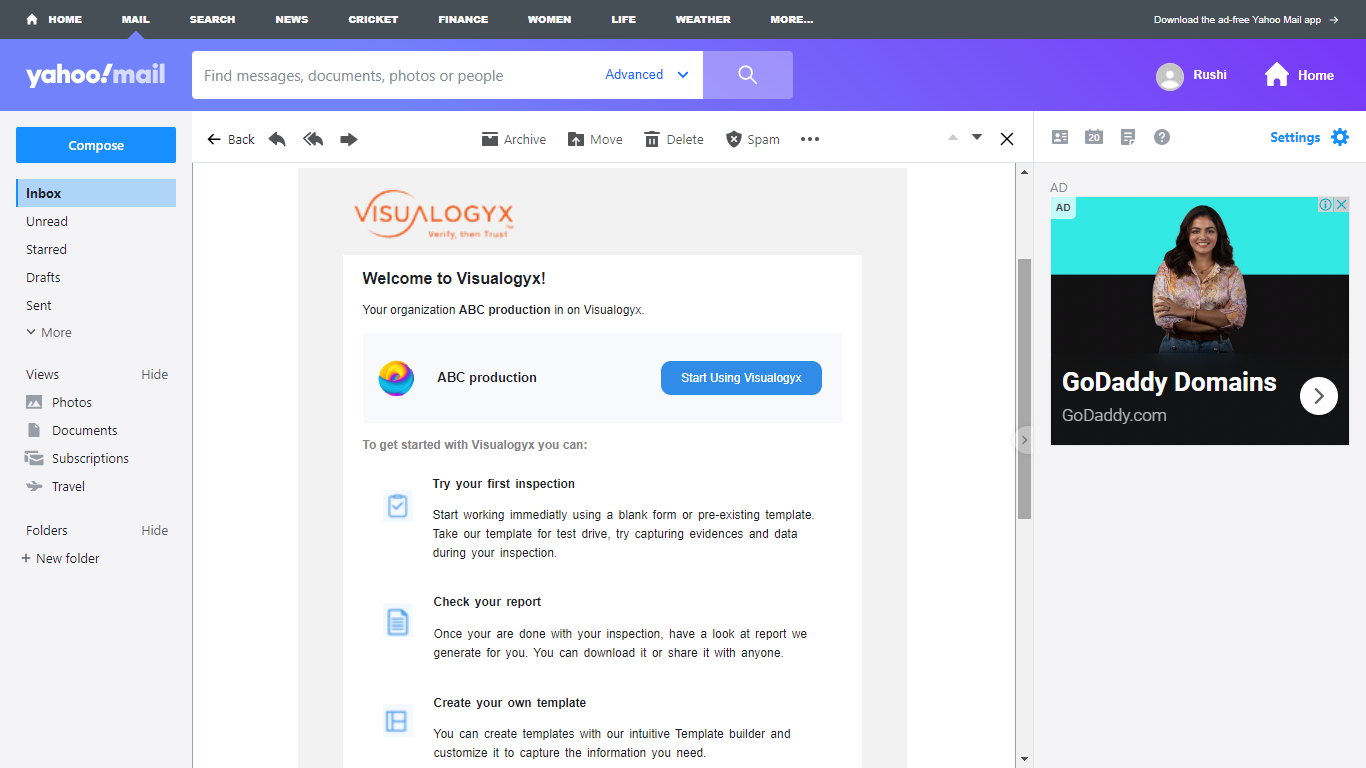 HOME MAIL SEARCH NEWS CRICKET FINANCE WOMEN LIFE WEATHER MORE... Download the ad-free Yahoo Mail app →
yahoo!mail
Find messages, documents, photos or people Advanced
Rushi Home
Compose
Back Archive Move Delete Spam
20 Settings
Inbox
Unread
Starred
Drafts
Sent
More
Views Hide
Photos
Documents
Subscriptions
Travel
Folders Hide
+ New folder
VISUALOGYX™
Verify, then Trust
Welcome to Visualogyx!
Your organization ABC production in on Visualogyx.
ABC production Start Using Visualogyx
To get started with Visualogyx you can:
Try your first inspection
Start working immediatly using a blank form or pre-existing template.
Take our template for test drive, try capturing evidences and data
during your inspection.
Check your report
Once your are done with your inspection, have a look at report we
generate for you. You can download it or share it with anyone.
Create your own template
You can create templates with our intuitive Template builder and
customize it to capture the information you need.
AD
AD
GoDaddy Domains
GoDaddy.com